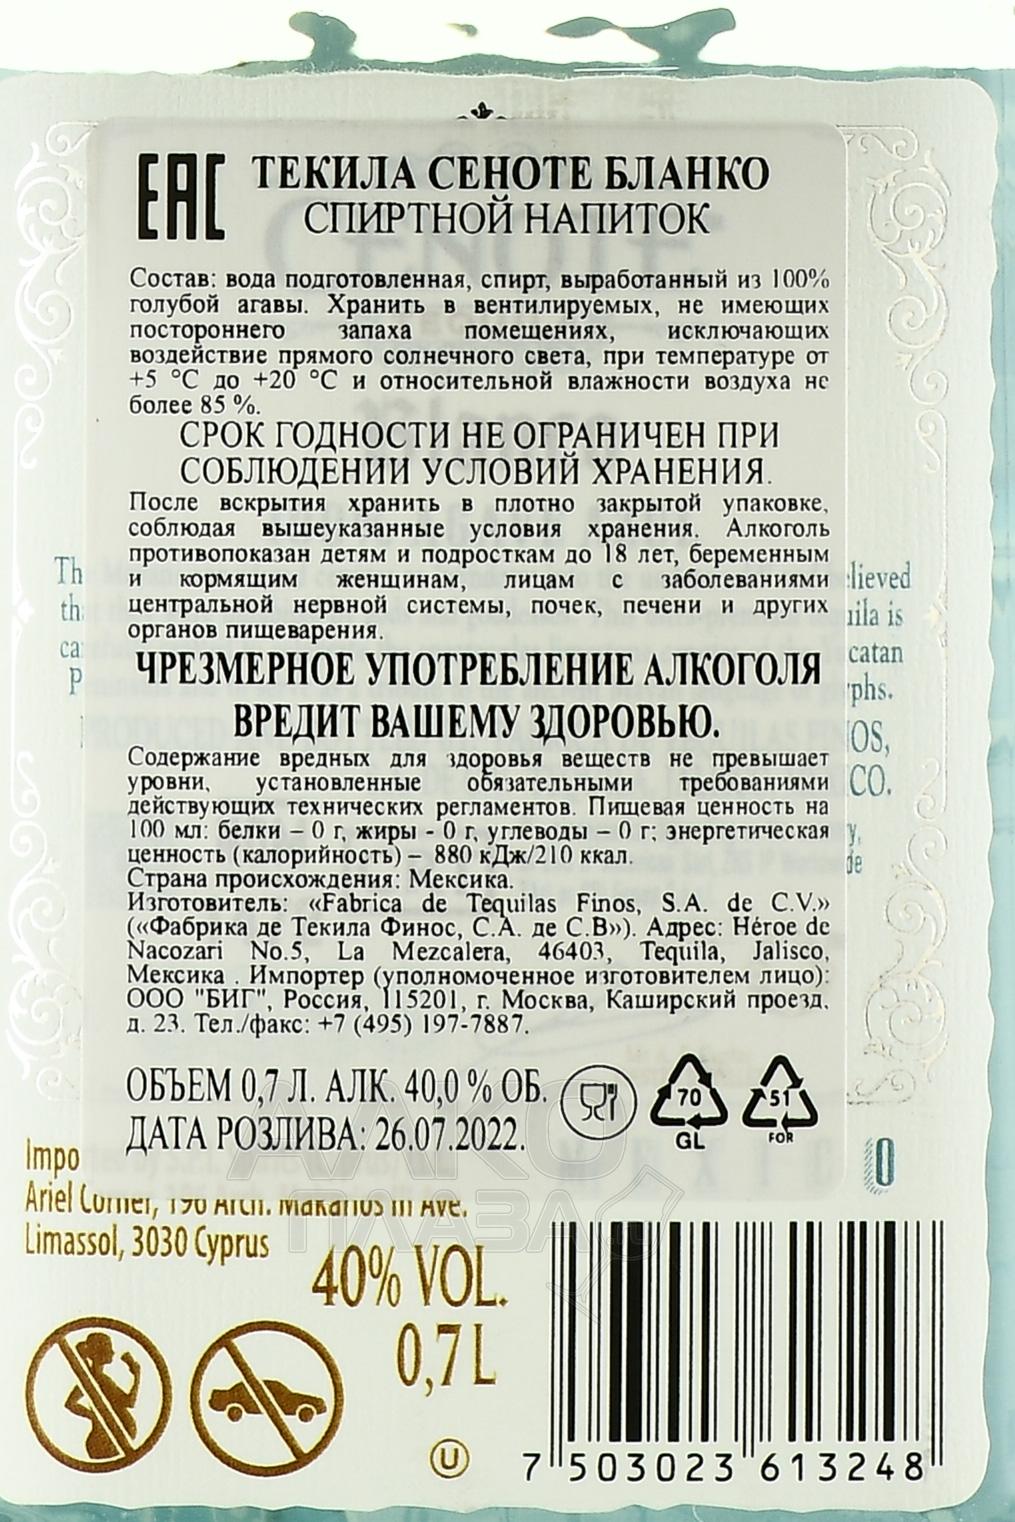 ЕАС
ТЕКИЛА СЕНОТЕ БЛАНКО
СПИРТНОЙ НАПИТОК
Состав: вода подготовленная, спирт, выработанный из 100%
голубой агавы. Хранить в вентилируемых, не имеющих
постороннего запаха помещениях, исключающих
воздействие прямого солнечного света, при температуре от
+5 °С до +20 °С и относительной влажности воздуха не
более 85 %.
СРОК ГОДНОСТИ НЕ ОГРАНИЧЕН ПРИ
СОБЛЮДЕНИИ УСЛОВИЙ ХРАНЕНИЯ.
После вскрытия хранить в плотно закрытой упаковке,
соблюдая вышеуказанные условия хранения. Алкоголь
противопоказан детям и подросткам до 18 лет, беременным
и кормящим женщинам, лицам с заболеваниями
центральной нервной системы, почек, печени и других
органов пищеварения.
ЧРЕЗМЕРНОЕ УПОТРЕБЛЕНИЕ АЛКОГОЛЯ
ВРЕДИТ ВАШЕМУ ЗДОРОВЬЮ.
Содержание вредных для здоровья веществ не превышает
уровни, установленные обязательными требованиями
действующих технических регламентов. Пищевая ценность на
100 мл: белки – 0 г, жиры - 0 г, углеводы – 0 г; энергетическая
ценность (калорийность) – 880 кДж/210 ккал.
Страна происхождения: Мексика.
Изготовитель: «Fabrica de Tequilas Finos, S.A. de C.V.»
(«Фабрика де Текила Финос, С.А. де С.В»). Адрес: Héroe de
Nacozari No.5, La Mezcalera, 46403, Tequila, Jalisco,
Мексика . Импортер (уполномоченное изготовителем лицо):
ООО "БИГ", Россия, 115201, г. Москва, Каширский проезд,
д. 23. Тел./факс: +7 (495) 197-7887.
ОБЪЕМ 0,7 Л. АЛК. 40,0 % ОБ.
ДАТА РОЗЛИВА: 26.07.2022.
70
GL
51
FOR
АЛКО
ПЛАЗА
Ariel Corner, 196 Arch. Makarios III Ave.
Limassol, 3030 Cyprus
40% VOL.
0,7 L
U
7 503023 613248